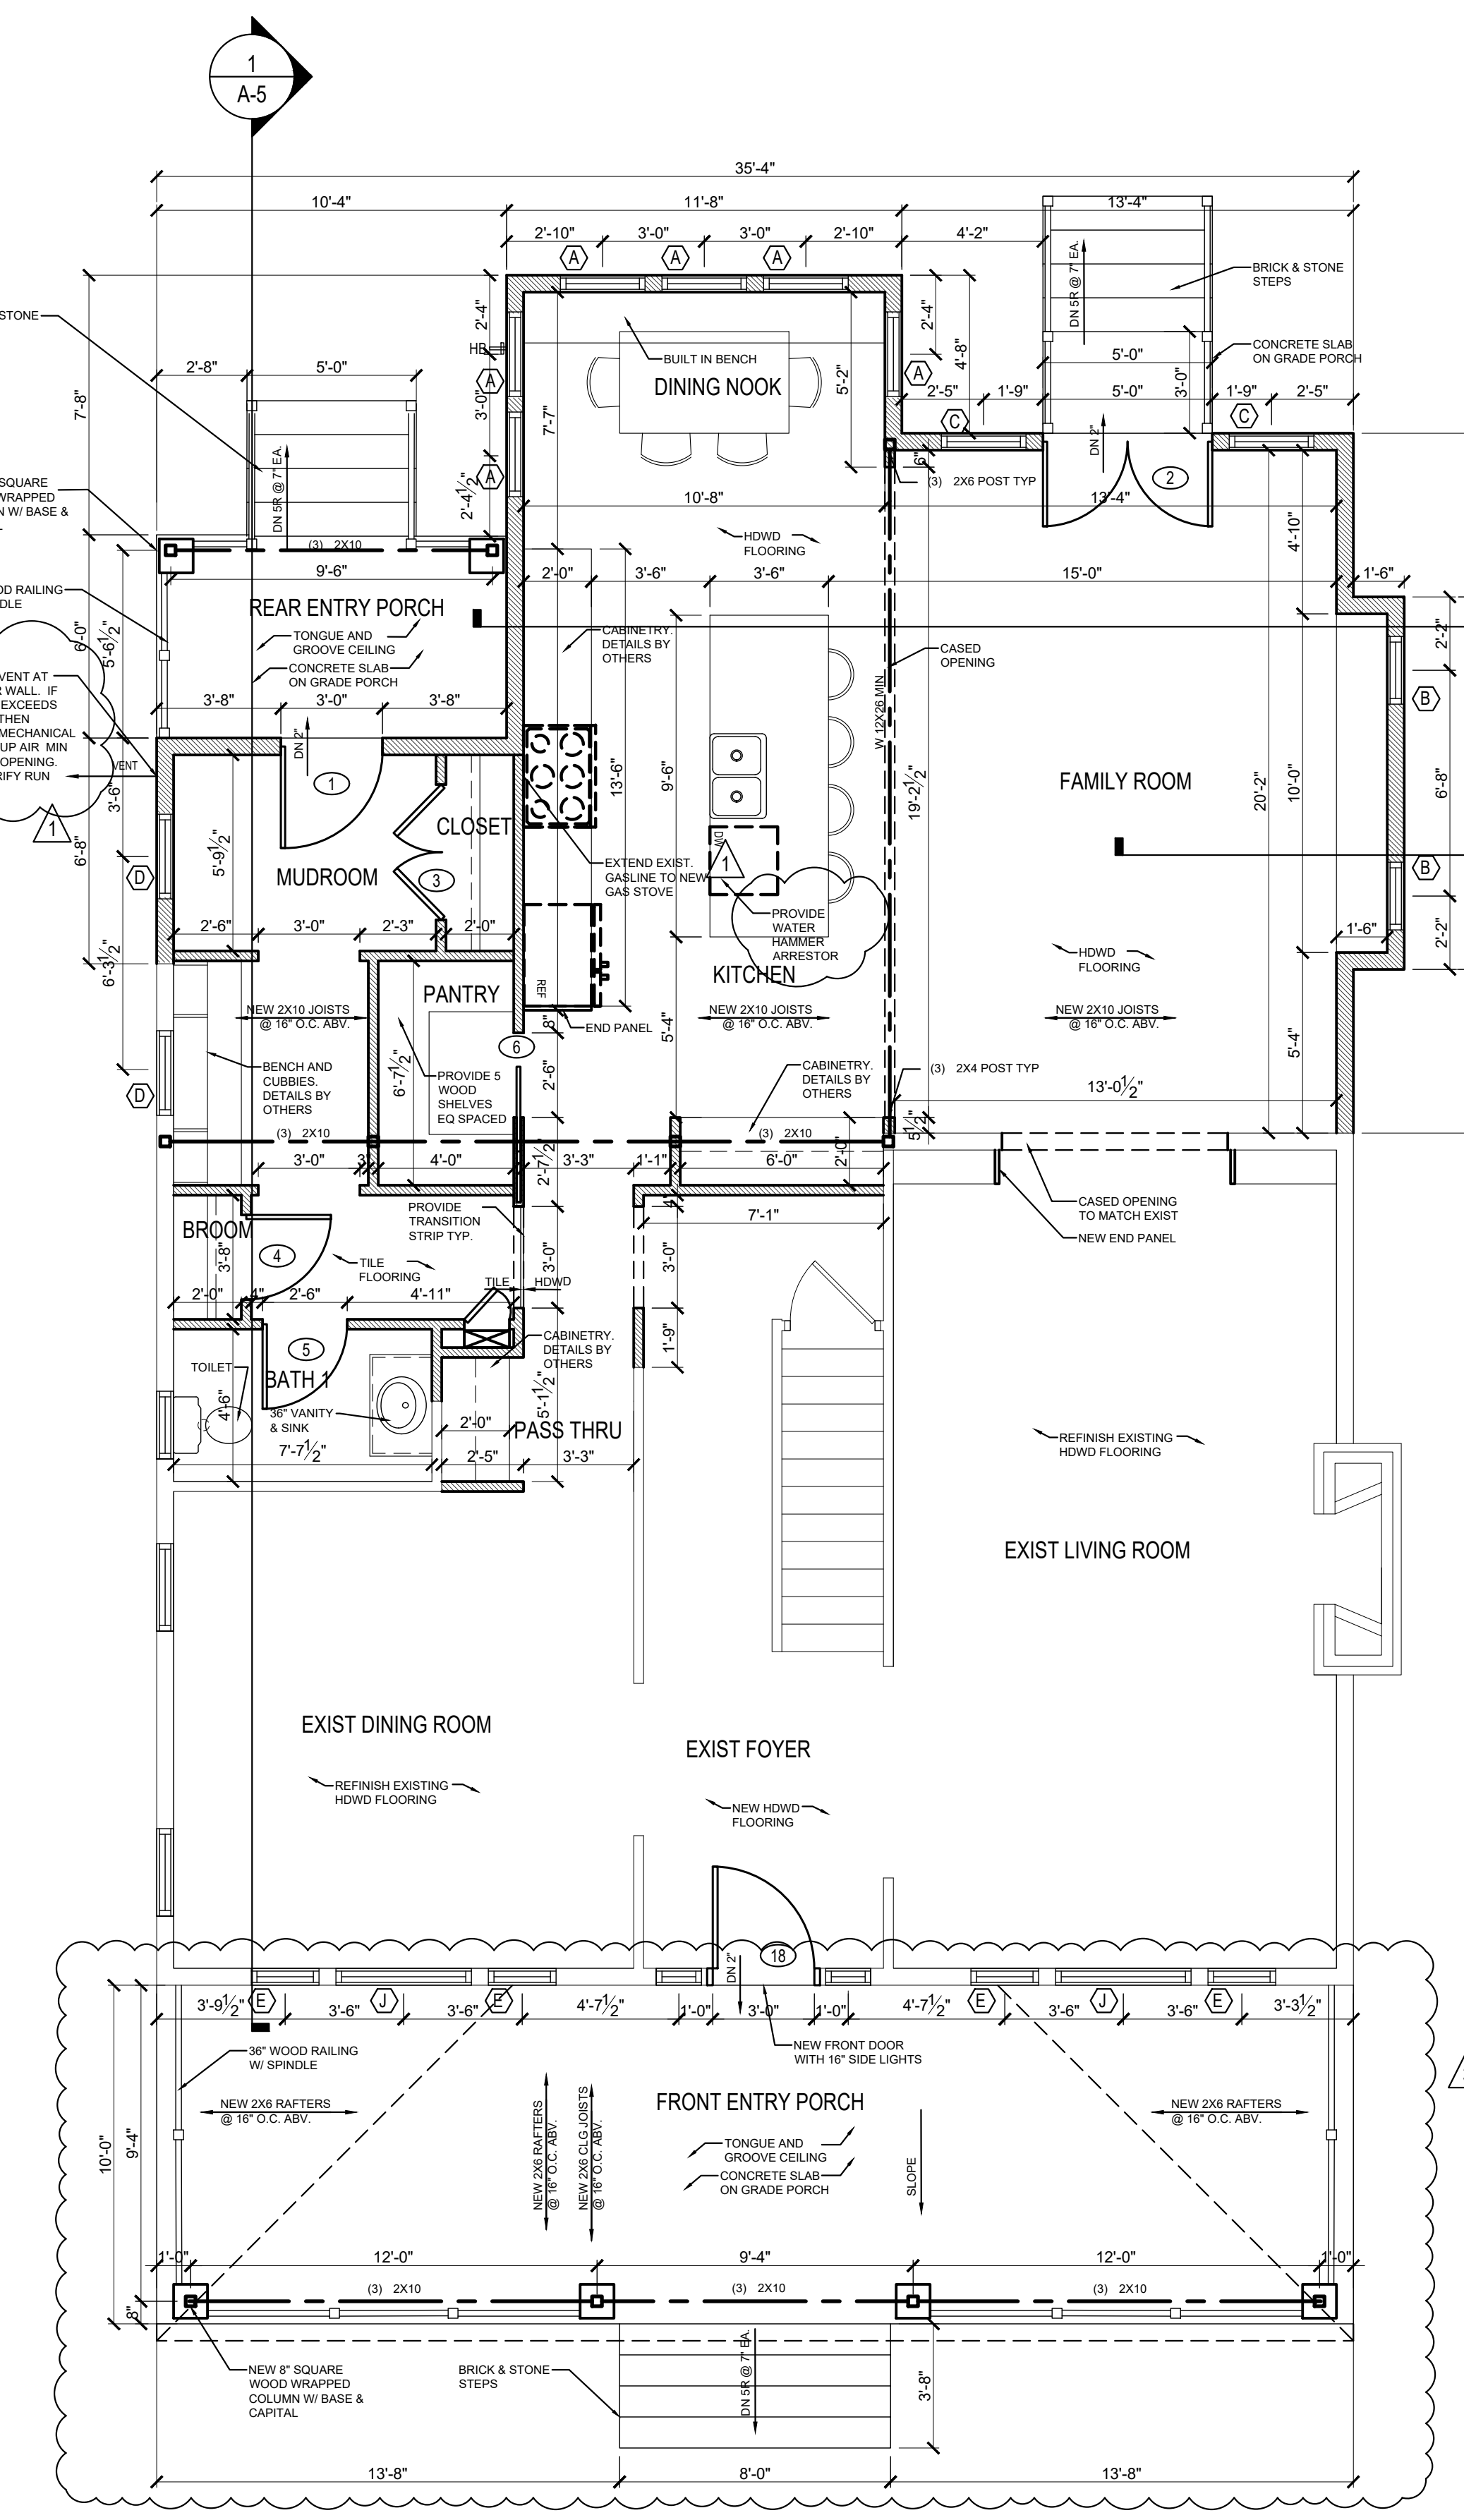 1
A-5
35'-4"
10'-4"
11'-8"
13'-4"
2'-10"
3'-0"
3'-0"
2'-10"
4'-2"
A
A
A
DN 5R @ 7" EA.
BRICK & STONE
STEPS
STONE
2'-4"
HB
2'-4"
4'-8"
CONCRETE SLAB
ON GRADE PORCH
BUILT IN BENCH
DINING NOOK
5'-2"
5'-0"
3'-0"
2'-8"
5'-0"
A
3'-0"
A
2'-5"
1'-9"
5'-0"
1'-9"
2'-5"
7'-8"
7'-7"
C
C
DN 2"
DN 5R @ 7" EA.
A
2'-4½"
6"
SQUARE
WRAPPED
N W/ BASE &
(3) 2X6 POST TYP
2
10'-8"
13'-4"
4'-10"
(3) 2X10
HDWD
FLOORING
9'-6"
2'-0"
3'-6"
3'-6"
15'-0"
1'-6"
OD RAILING
DLE
REAR ENTRY PORCH
TONGUE AND
GROOVE CEILING
CONCRETE SLAB
ON GRADE PORCH
CABINETRY.
DETAILS BY
OTHERS
CASED
OPENING
6'-0"
5'-6½"
2'-2"
VENT AT
R WALL. IF
EXCEEDS
THEN
MECHANICAL
UP AIR MIN
OPENING.
RIFY RUN
VENT
1
3'-8"
3'-0"
3'-8"
W 12X26 MIN
B
DN 2"
3'-6"
6'-8"
1
5'-9½"
CLOSET
MUDROOM
3
13'-6"
9'-6"
19'-2½"
FAMILY ROOM
20'-2"
10'-0"
6'-8"
DW
1
EXTEND EXIST.
GASLINE TO NEW
GAS STOVE
D
B
PROVIDE
WATER
HAMMER
ARRESTOR
2'-6"
3'-0"
2'-3"
2'-0"
1'-6"
2'-2"
HDWD
FLOORING
6'-3½"
KITCHEN
PANTRY
REF
NEW 2X10 JOISTS
@ 16" O.C. ABV.
NEW 2X10 JOISTS
@ 16" O.C. ABV.
NEW 2X10 JOISTS
@ 16" O.C. ABV.
END PANEL
8"
6
5'-4"
5'-4"
BENCH AND
CUBBIES.
DETAILS BY
OTHERS
6'-7½"
PROVIDE 5
WOOD
SHELVES
EQ SPACED
2'-6"
CABINETRY.
DETAILS BY
OTHERS
(3) 2X4 POST TYP
13'-0½"
D
(3) 2X10
(3) 2X10
5½"
3'-0"
3"
4'-0"
2'-7½"
3'-3"
1'-1"
6'-0"
2'-0"
4"
PROVIDE
TRANSITION
STRIP TYP.
7'-1"
CASED OPENING
TO MATCH EXIST
NEW END PANEL
BROOM
3'-8"
4
TILE
FLOORING
3'-0"
3'-0"
TILE
HDWD
2'-0"
4"
2'-6"
4'-11"
CABINETRY.
DETAILS BY
OTHERS
1'-9"
5
TOILET
BATH 1
4'-6"
36" VANITY
& SINK
7'-7½"
2'-0"
2'-5"
5'-1½"
PASS THRU
3'-3"
REFINISH EXISTING
HDWD FLOORING
EXIST LIVING ROOM
EXIST DINING ROOM
EXIST FOYER
REFINISH EXISTING
HDWD FLOORING
NEW HDWD
FLOORING
18
DN 2"
3'-9½"
E
3'-6"
J
3'-6"
E
4'-7½"
1'-0"
3'-0"
1'-0"
4'-7½"
E
3'-6"
J
3'-6"
E
3'-3½"
36" WOOD RAILING
W/ SPINDLE
NEW FRONT DOOR
WITH 16" SIDE LIGHTS
NEW 2X6 RAFTERS
@ 16" O.C. ABV.
NEW 2X6 RAFTERS
@ 16" O.C. ABV.
NEW 2X6 CLG JOISTS
@ 16" O.C. ABV.
FRONT ENTRY PORCH
TONGUE AND
GROOVE CEILING
CONCRETE SLAB
ON GRADE PORCH
SLOPE
NEW 2X6 RAFTERS
@ 16" O.C. ABV.
10'-0"
9'-4"
1'-0"
12'-0"
9'-4"
12'-0"
1'-0"
(3) 2X10
(3) 2X10
(3) 2X10
8"
NEW 8" SQUARE
WOOD WRAPPED
COLUMN W/ BASE &
CAPITAL
BRICK & STONE
STEPS
DN 5R @ 7" EA.
3'-8"
13'-8"
8'-0"
13'-8"